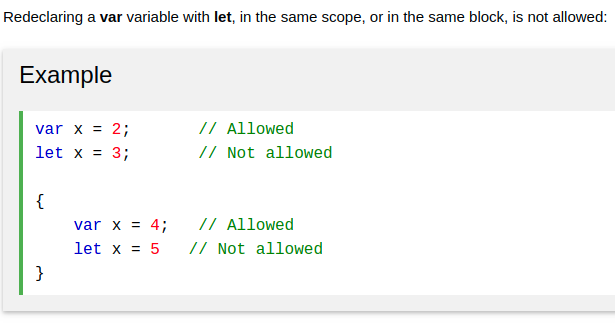 Redeclaring a var variable with let, in the same scope, or in the same block, is not allowed:
Example
var x = 2;       // Allowed
let x = 3;       // Not allowed
{
    var x = 4;   // Allowed
    let x = 5   // Not allowed
}